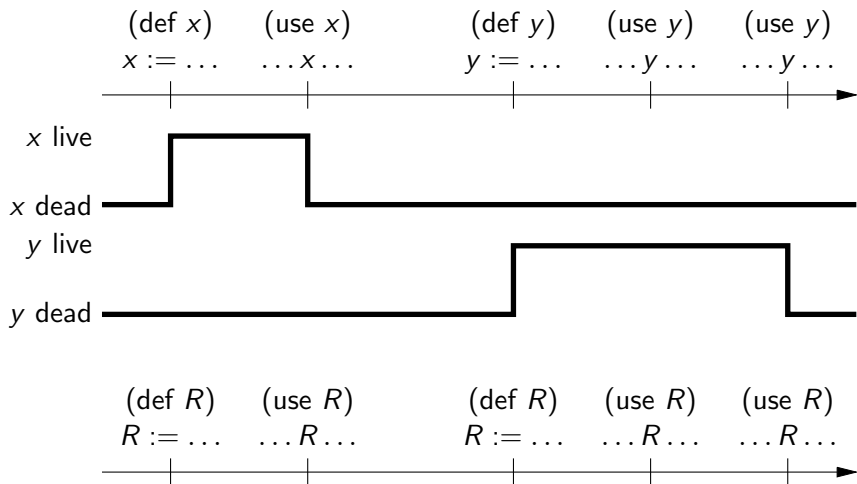 (def x) (use x) (def y) (use y) (use y)
x := ... ...x... y := ... ...y... ...y...
x live
x dead
y live
y dead
(def R) (use R) (def R) (use R) (use R)
R := ... ...R... R := ... ...R... ...R...